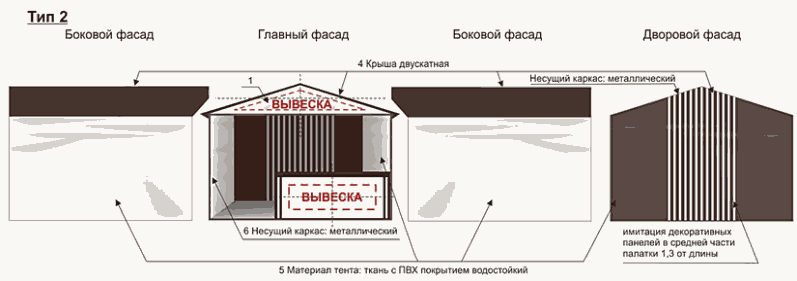 Тип 2
Боковой фасад
Главный фасад
Боковой фасад
Дворовой фасад
4 Крыша двускатная
1
Несущий каркас: металлический
ВЫВЕСКА
ВЫВЕСКА
6 Несущий каркас: металлический
имитация декоративных
панелей в средней части
палатки 1,3 от длины
5 Материал тента: ткань с ПВХ покрытием водостойкий